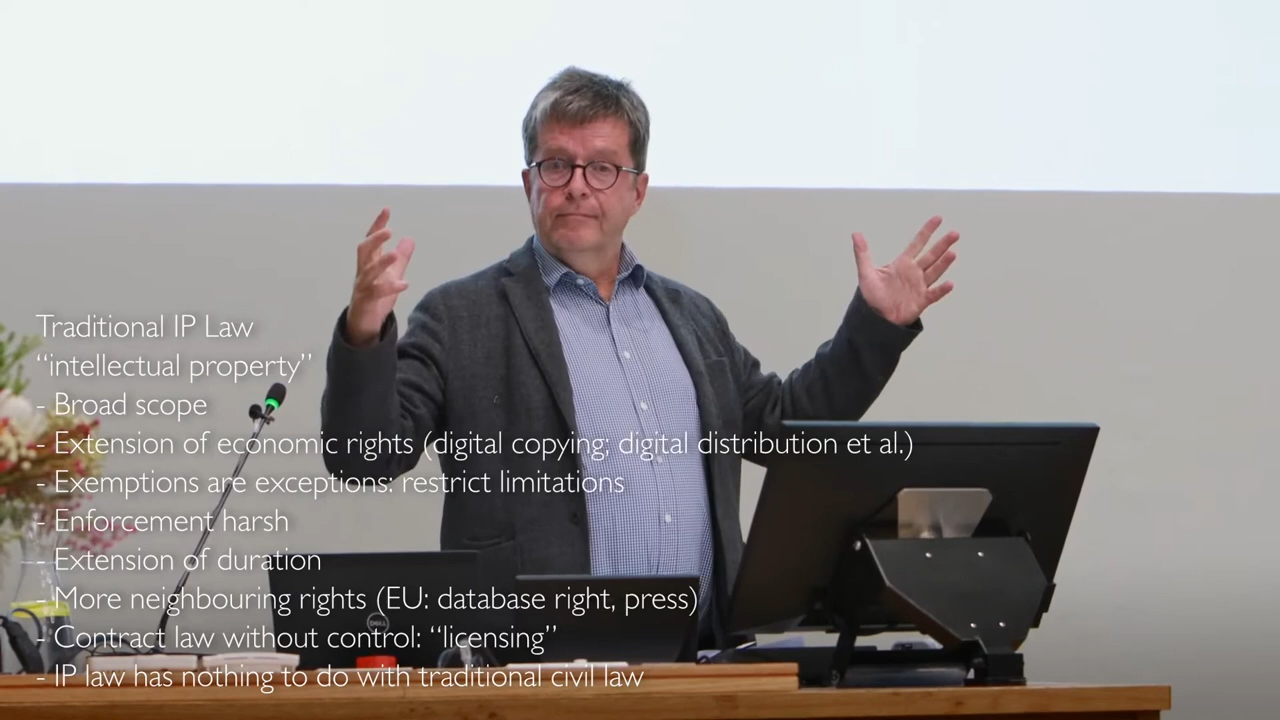 Traditional IP Law
“intellectual property”
- Broad scope
- Extension of economic rights (digital copying; digital distribution et al.)
- Exemptions are exceptions: restrict limitations
- Enforcement harsh
- Extension of duration
- More neighbouring rights (EU: database right, press)
- Contract law without control: “licensing”
- IP law has nothing to do with traditional civil law
DELL